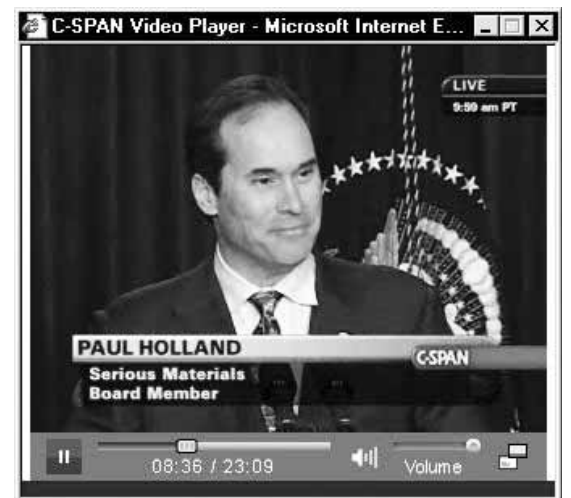 C-SPAN Video Player - Microsoft Internet E...
LIVE
9:59 am PT
PAUL HOLLAND
C-SPAN
Serious Materials
Board Member
08:36 / 23:09
Volume